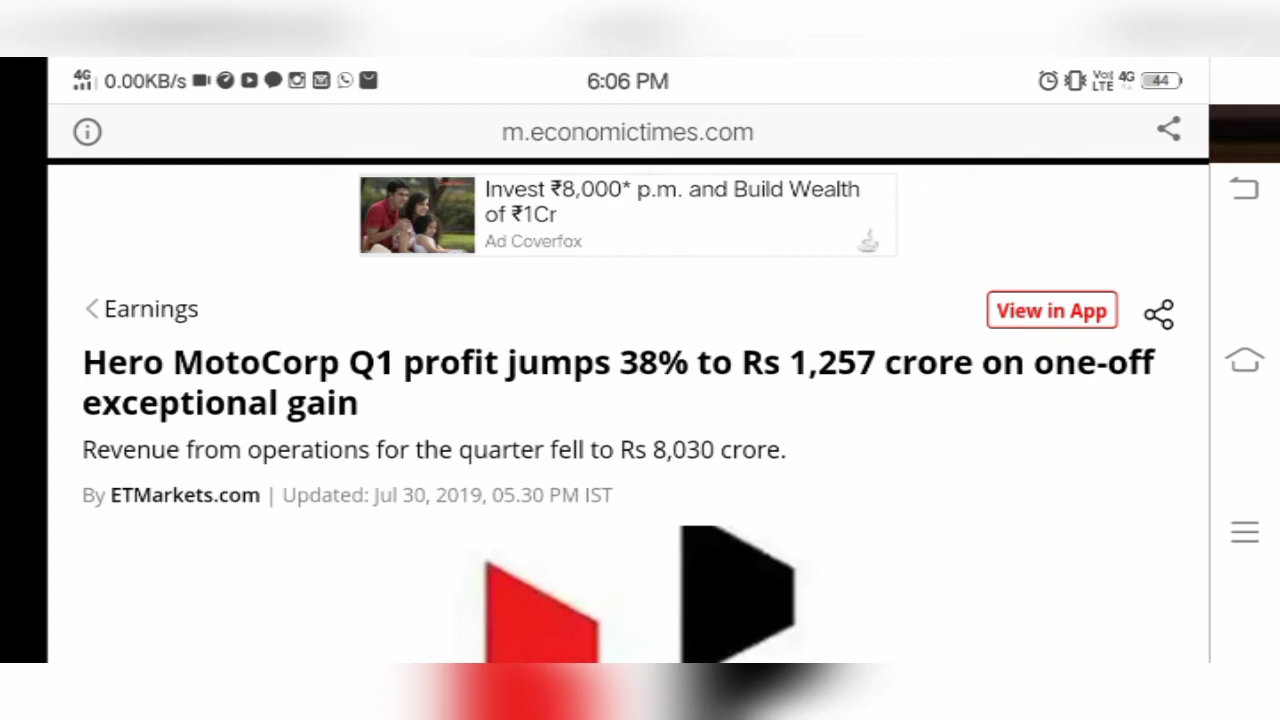 4G 0.00KB/s 6:06 PM Vo) LTE 4G 44
m.economictimes.com
Invest ₹8,000* p.m. and Build Wealth
of ₹1Cr
Ad Coverfox
Earnings
View in App
Hero MotoCorp Q1 profit jumps 38% to Rs 1,257 crore on one-off
exceptional gain
Revenue from operations for the quarter fell to Rs 8,030 crore.
By ETMarkets.com | Updated: Jul 30, 2019, 05.30 PM IST